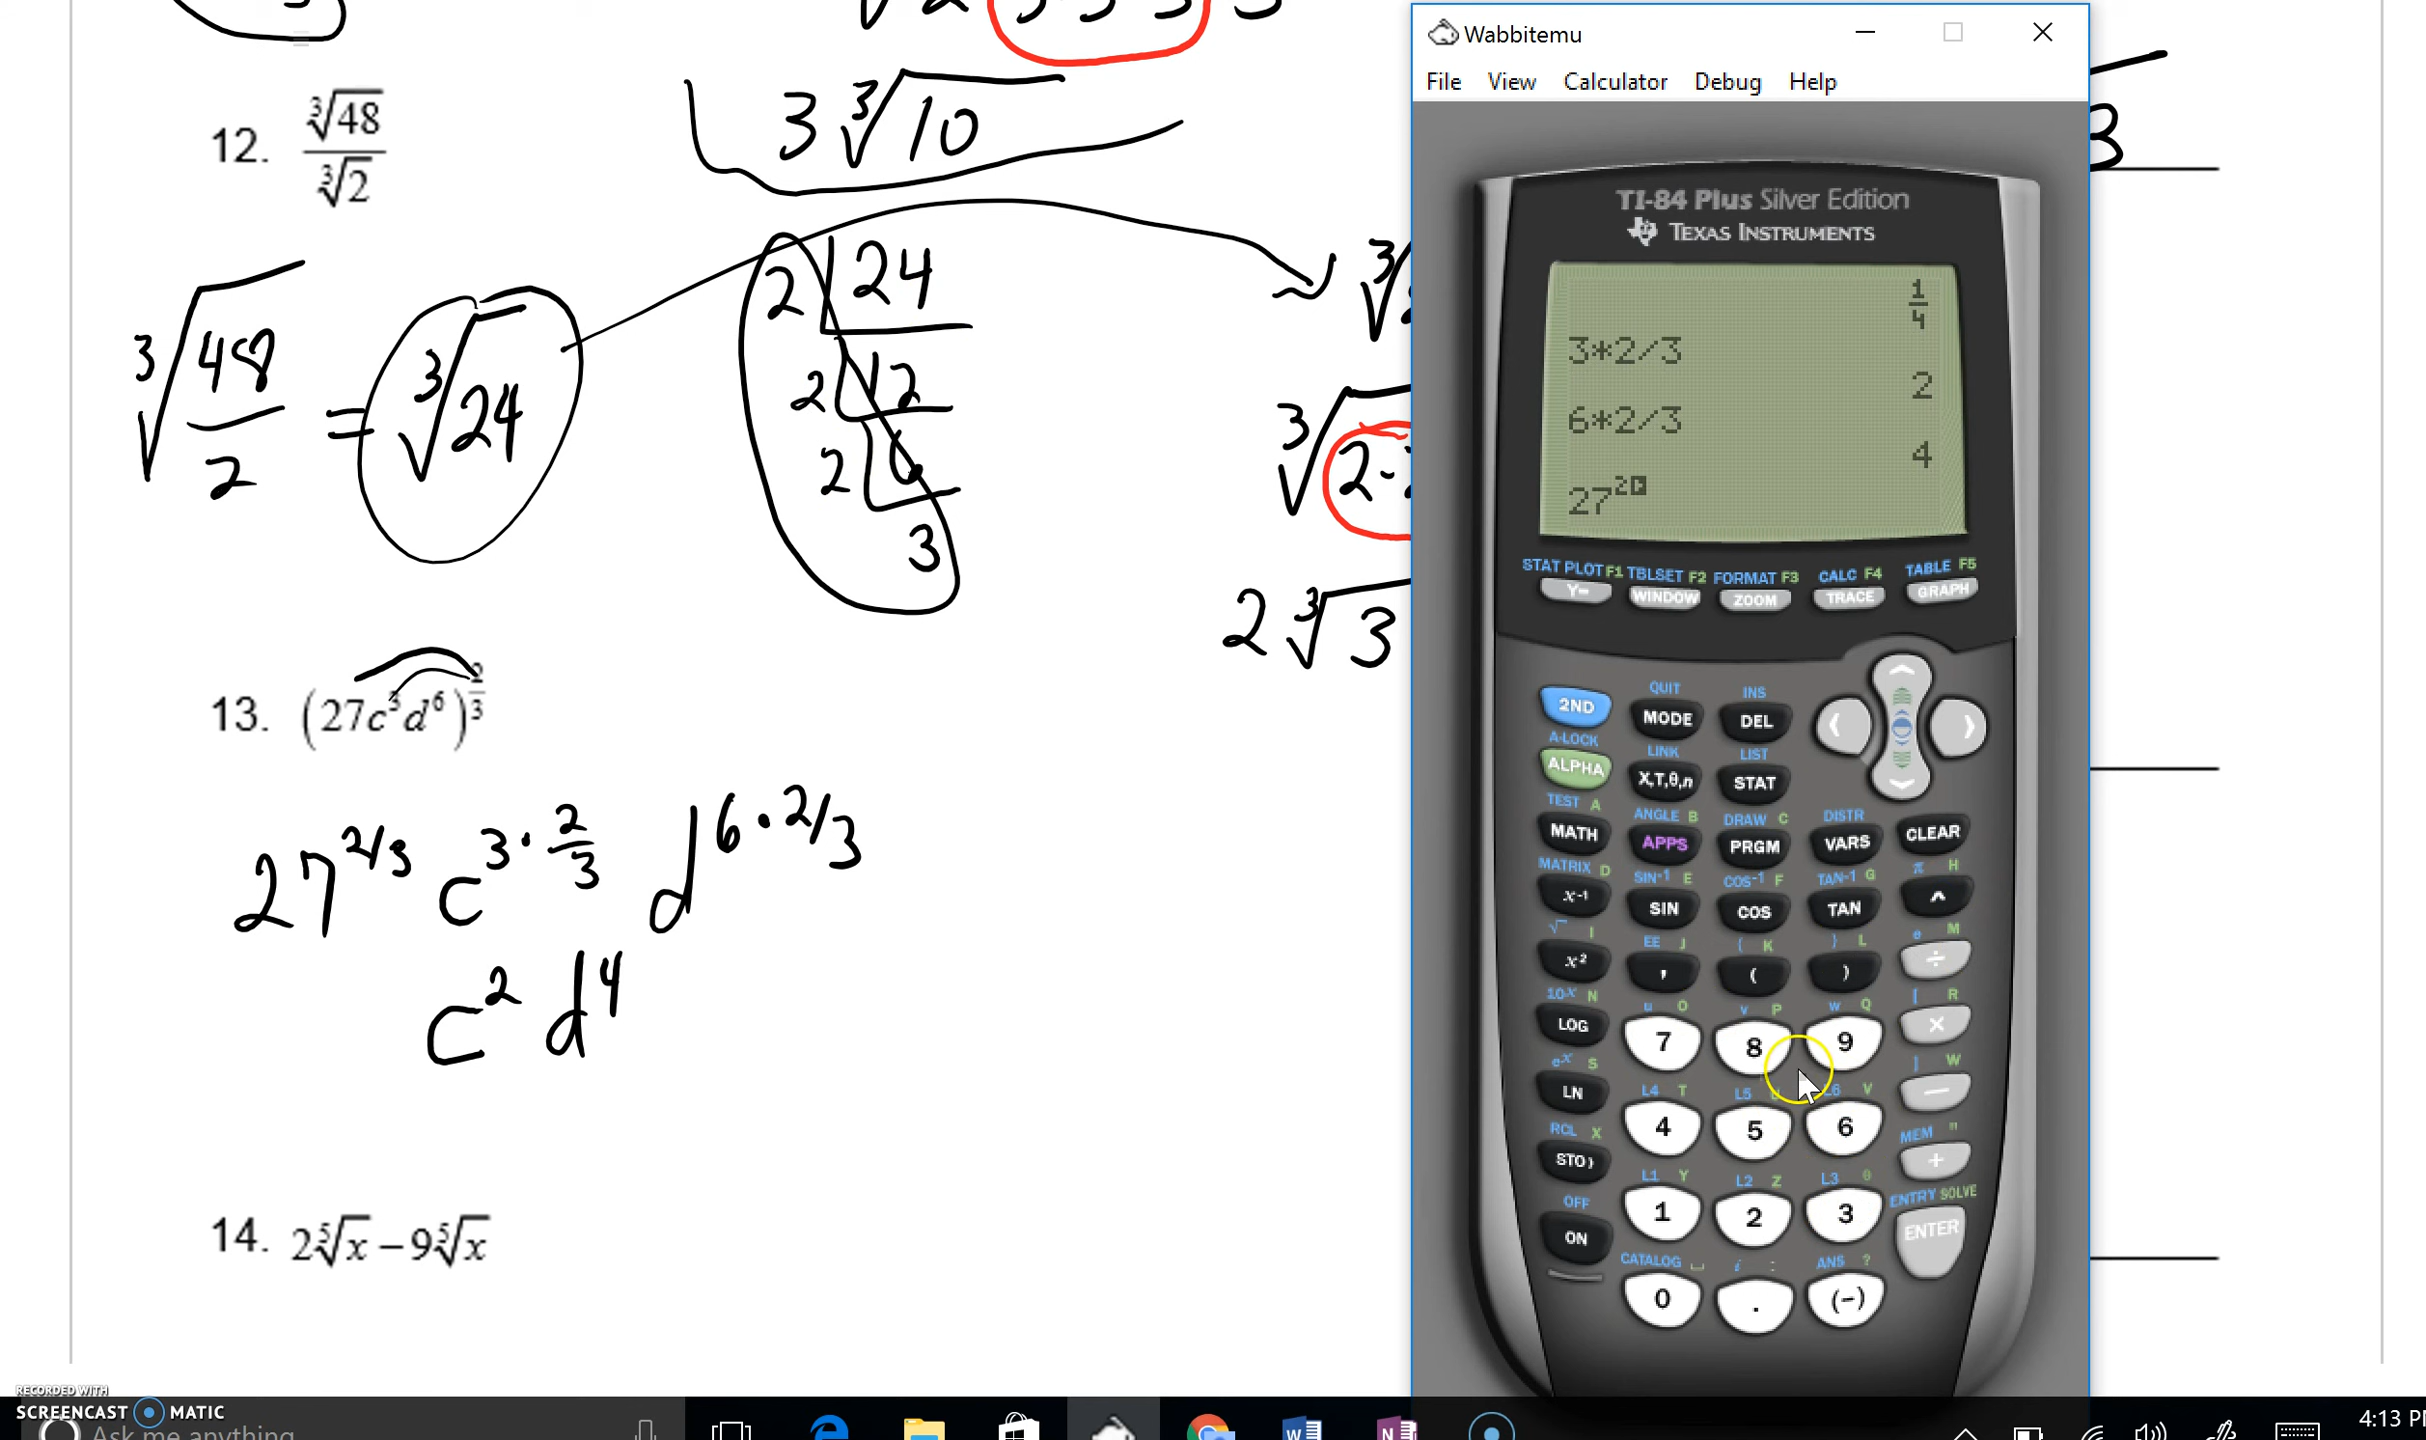 3∛10
12. ∛48 / ∛2
∛(48/2) = ∛24
2 | 24
2 | 12
2 | 6
3
2∛3
13. (27c³d⁶)^(2/3)
27^(2/3) c^(3·2/3) d^(6·2/3)
c² d⁴
14. 2⁵√x − 9⁵√x
Wabbitemu
File View Calculator Debug Help
TI-84 Plus Silver Edition
TEXAS INSTRUMENTS
1/4
3*2/3
2
6*2/3
4
27^2
STAT PLOT F1 TBLSET F2 FORMAT F3 CALC F4 TABLE F5
Y= WINDOW ZOOM TRACE GRAPH
QUIT INS
2ND MODE DEL
A-LOCK LINK LIST
ALPHA X,T,θ,n STAT
TEST A ANGLE B DRAW C DISTR
MATH APPS PRGM VARS CLEAR
MATRIX D SIN-1 E COS-1 F TAN-1 G π H
x-1 SIN COS TAN ^
√ I EE J { K } L e M
x² , ( ) ÷
10x N u O v P w Q [ R
LOG 7 8 9 ×
ex S L4 T L5 L6 V ] W
LN 4 5 6 −
RCL X L1 Y L2 Z L3 θ MEM "
STO› 1 2 3 +
OFF CATALOG i : ANS ? ENTRY SOLVE
ON 0 . (-) ENTER
RECORDED WITH
SCREENCAST MATIC
Ask me anything
4:13 P